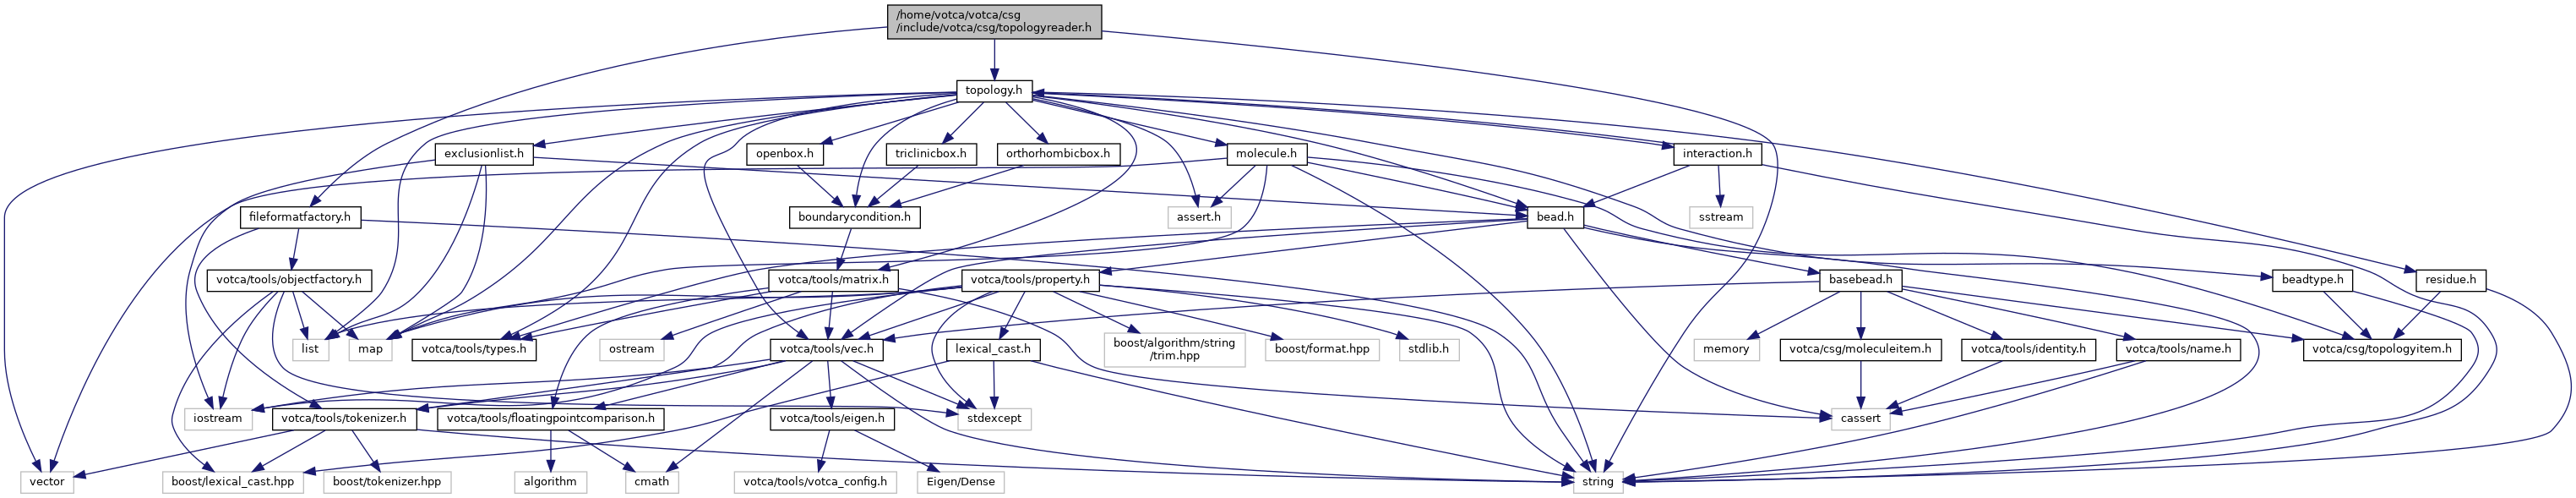 /home/votca/votca/csg
/include/votca/csg/topologyreader.h
topology.h
exclusionlist.h
openbox.h
triclinicbox.h
orthorhombicbox.h
molecule.h
interaction.h
fileformatfactory.h
boundarycondition.h
assert.h
bead.h
sstream
votca/tools/objectfactory.h
votca/tools/matrix.h
votca/tools/property.h
basebead.h
beadtype.h
residue.h
list
map
votca/tools/types.h
ostream
votca/tools/vec.h
lexical_cast.h
boost/algorithm/string
/trim.hpp
boost/format.hpp
stdlib.h
memory
votca/csg/moleculeitem.h
votca/tools/identity.h
votca/tools/name.h
votca/csg/topologyitem.h
iostream
votca/tools/tokenizer.h
votca/tools/floatingpointcomparison.h
votca/tools/eigen.h
stdexcept
cassert
vector
boost/lexical_cast.hpp
boost/tokenizer.hpp
algorithm
cmath
votca/tools/votca_config.h
Eigen/Dense
string